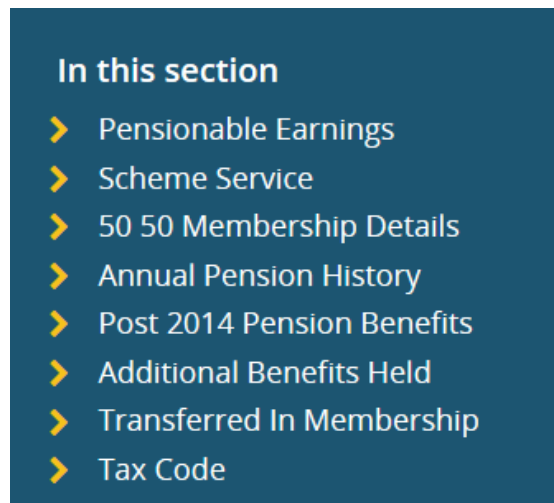 In this section
Pensionable Earnings
Scheme Service
50 50 Membership Details
Annual Pension History
Post 2014 Pension Benefits
Additional Benefits Held
Transferred In Membership
Tax Code